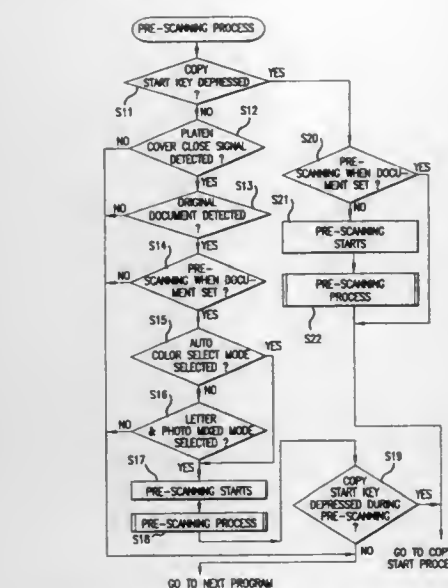 PRE-SCANNING PROCESS
COPY
START KEY DEPRESSED
?
YES
S11
NO
S12
PLATEN
COVER CLOSE SIGNAL
DETECTED ?
NO
YES
S13
ORIGINAL
DOCUMENT DETECTED
?
NO
YES
S14
PRE-
SCANNING WHEN DOCU-
MENT SET ?
NO
YES
S15
AUTO
COLOR SELECT MODE
SELECTED ?
YES
NO
S16
LETTER
& PHOTO MIXED MODE
SELECTED ?
NO
YES
S17
PRE-SCANNING STARTS
PRE-SCANNING PROCESS
S18
S20
PRE-
SCANNING WHEN DOCU-
MENT SET ?
YES
NO
S21
PRE-SCANNING
STARTS
PRE-SCANNING
PROCESS
S22
S19
COPY
START KEY
DEPRESSED DURING
PRE-SCANNING
?
YES
NO
GO TO COP
START PROCE
GO TO NEXT PROGRAM